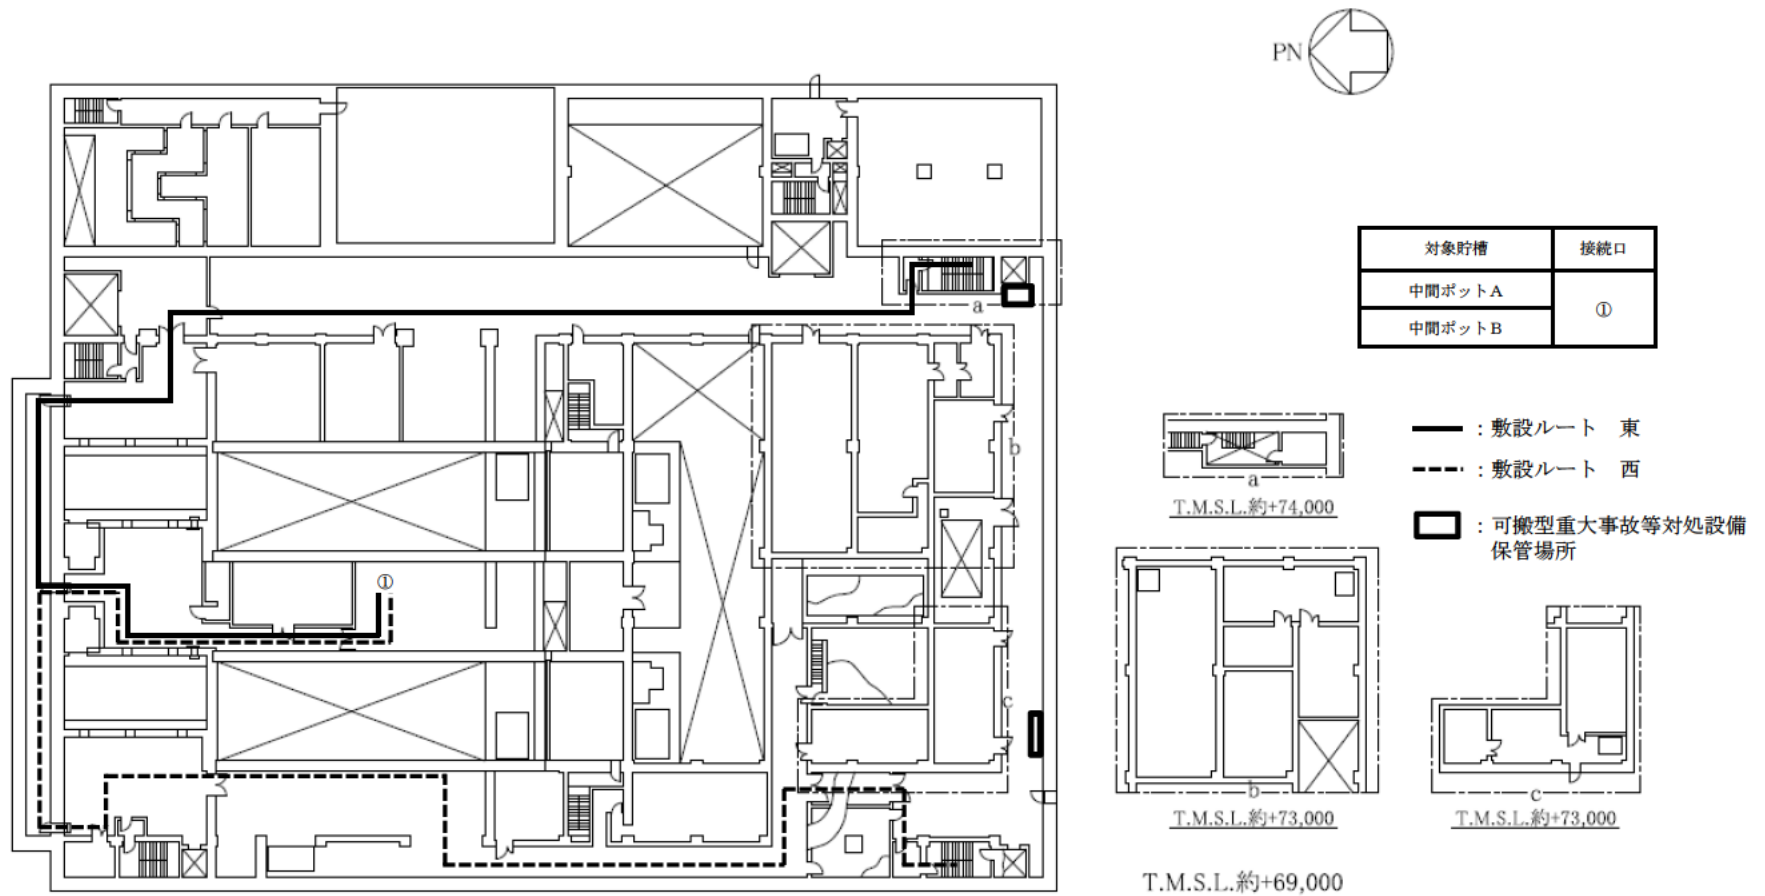 PN
対象貯槽 接続口
中間ポットA
①
中間ポットB
a
b
c
①
a
T.M.S.L.約+74,000
: 敷設ルート 東
: 敷設ルート 西
: 可搬型重大事故等対処設備
保管場所
b
T.M.S.L.約+73,000
c
T.M.S.L.約+73,000
T.M.S.L.約+69,000